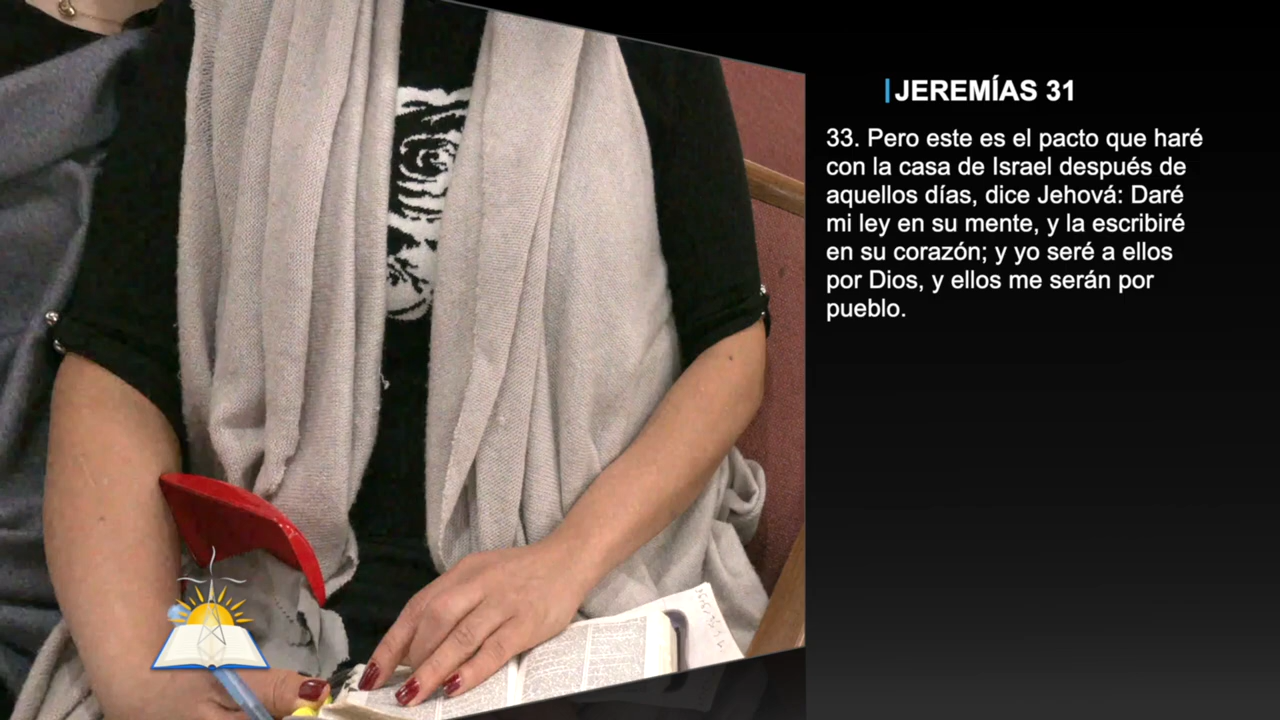 JEREMÍAS 31
33. Pero este es el pacto que haré
con la casa de Israel después de
aquellos días, dice Jehová: Daré
mi ley en su mente, y la escribiré
en su corazón; y yo seré a ellos
por Dios, y ellos me serán por
pueblo.